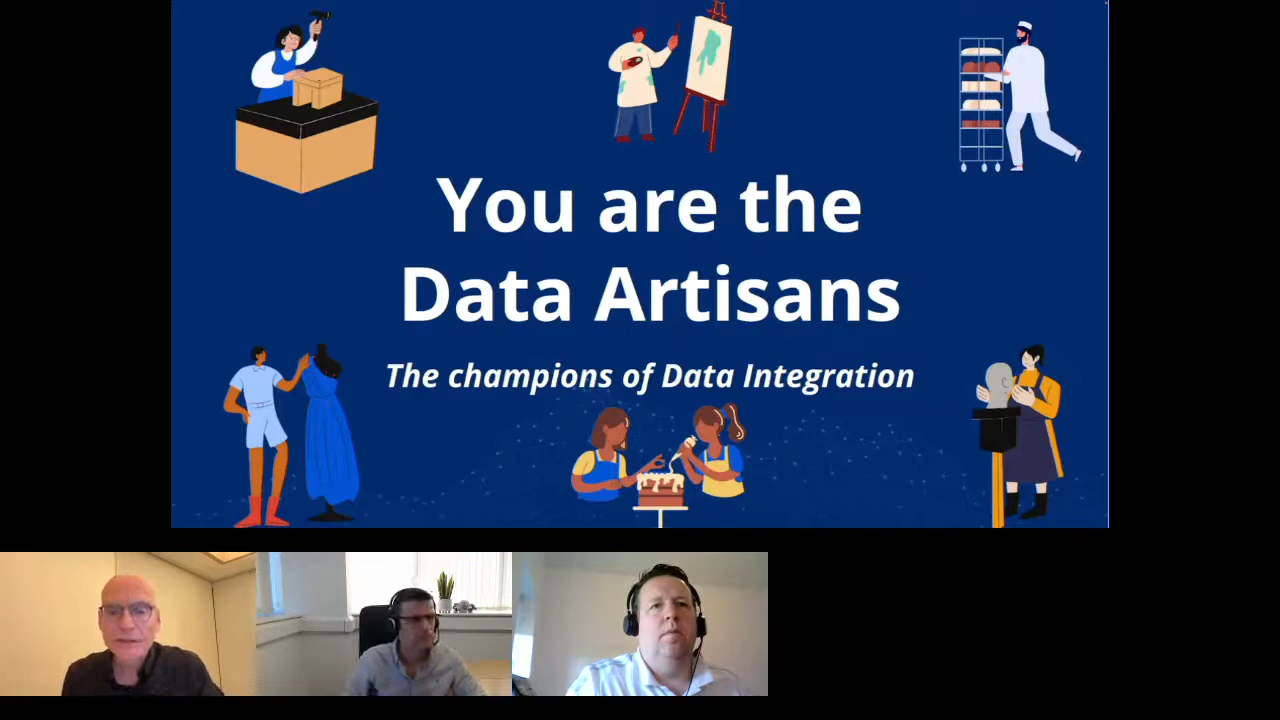 You are the
Data Artisans
The champions of Data Integration